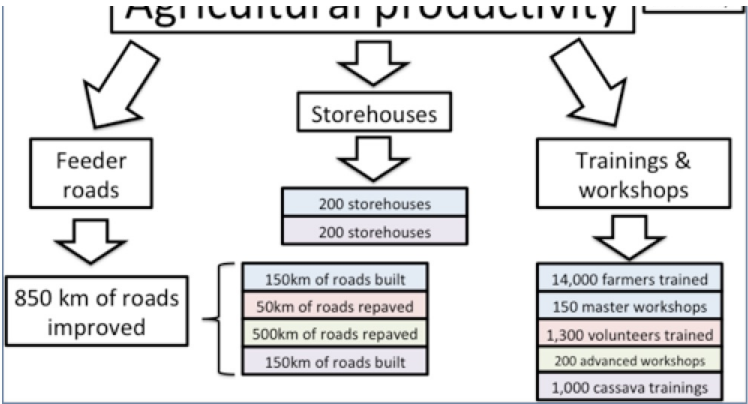 Agricultural productivity
Storehouses
Feeder
roads
Trainings &
workshops
200 storehouses
200 storehouses
850 km of roads
improved
150km of roads built
50km of roads repaved
500km of roads repaved
150km of roads built
14,000 farmers trained
150 master workshops
1,300 volunteers trained
200 advanced workshops
1,000 cassava trainings